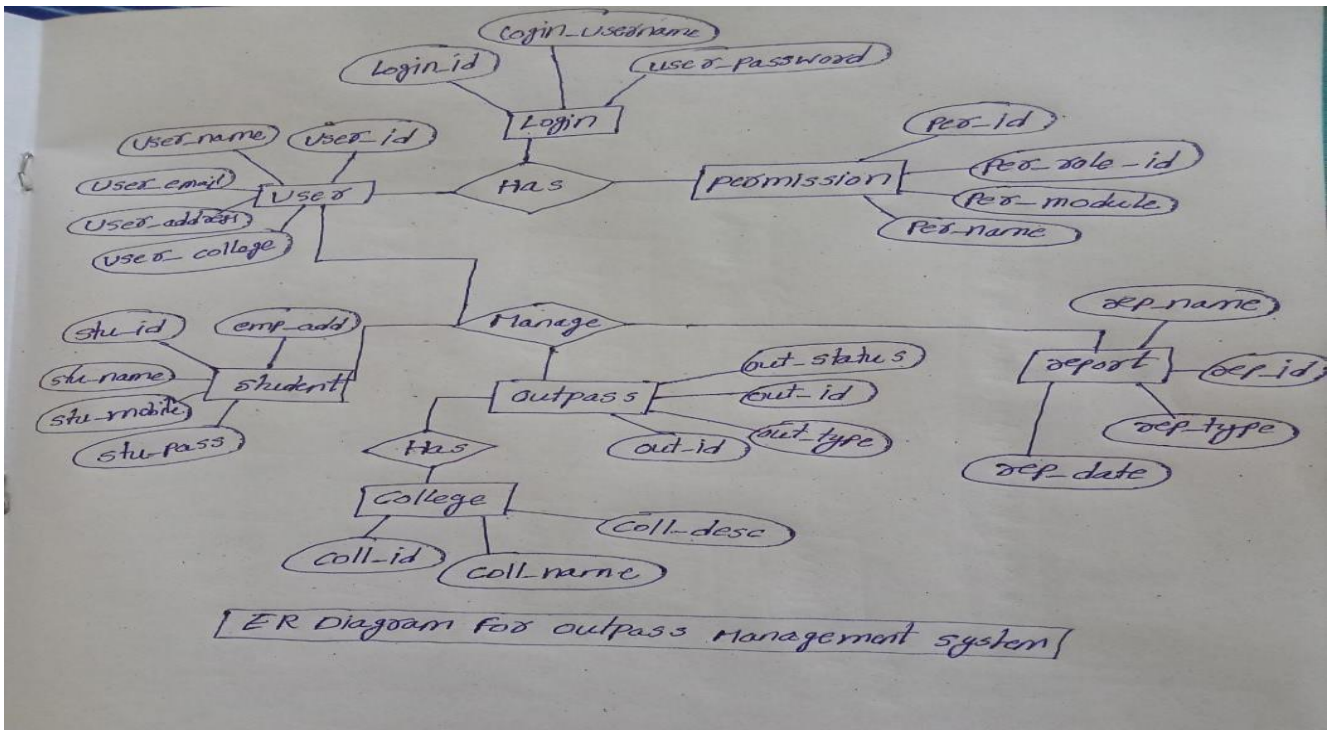 login_username
Login_id
user_password
Login
User_name
User_id
per_id
per_role_id
User_email
User
Has
permission
per_module
User_address
per_name
user_collage
rep_name
stu_id
emp_add
Manage
out_status
report
rep_id
stu_name
student
outpass
out_id
stu_mobile
out_type
rep_type
stu_pass
Has
out_id
rep_date
College
Coll_desc
Coll_id
Coll_name
ER Diagram For outpass Management system